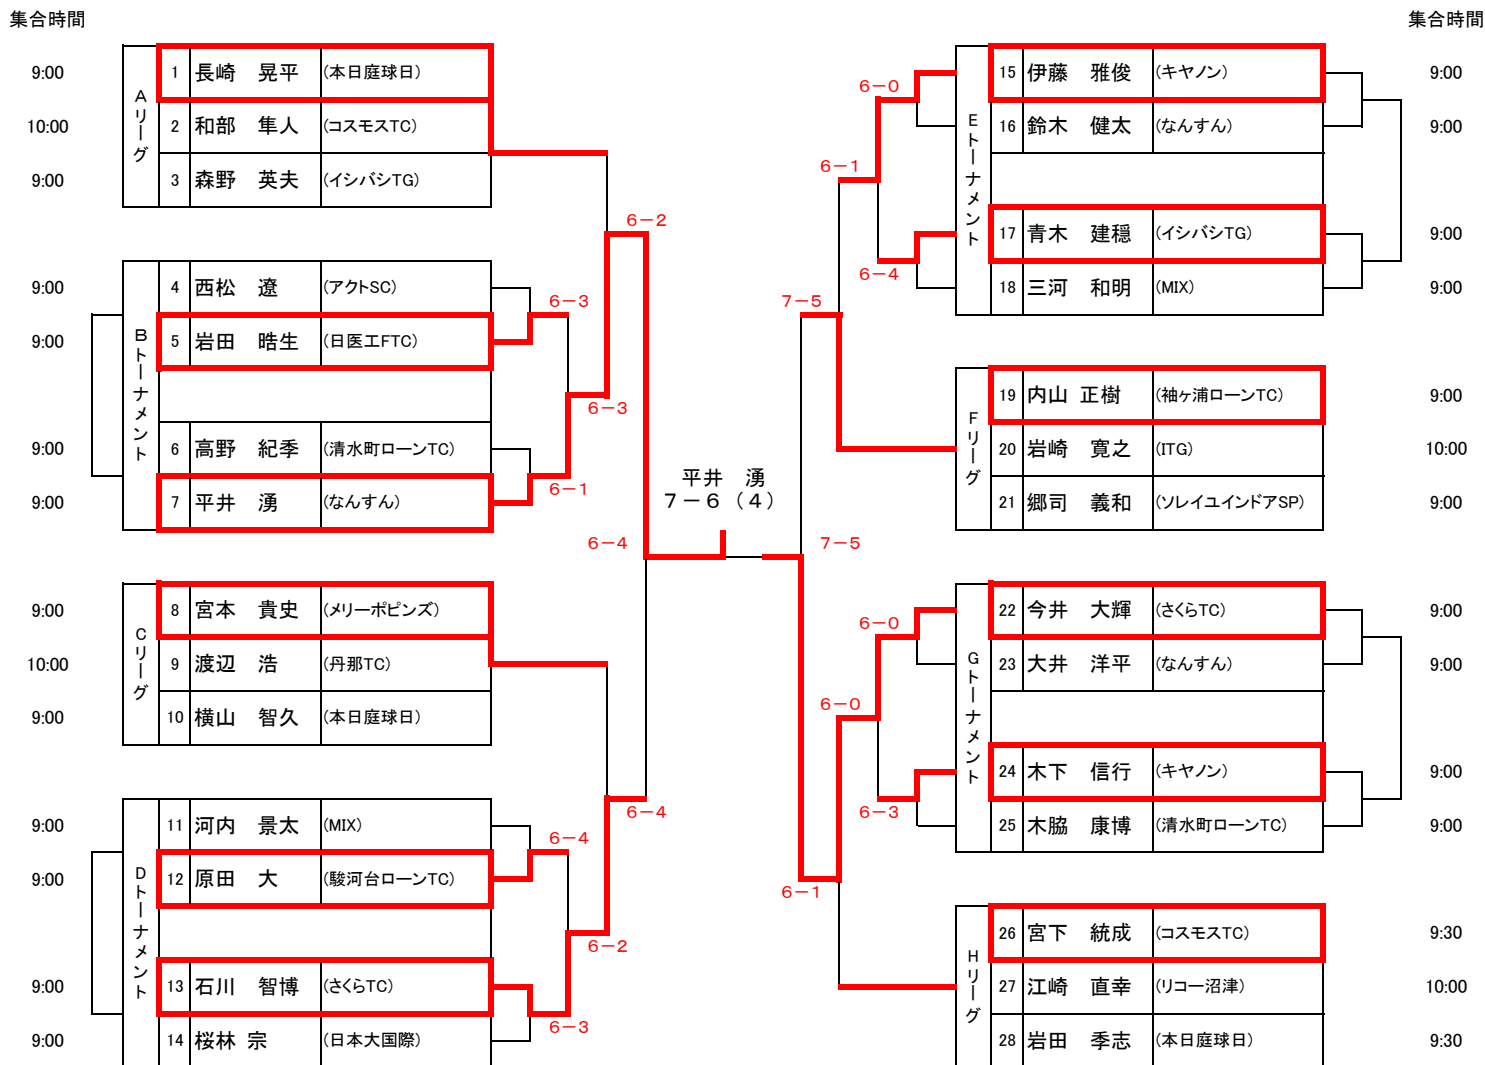 集合時間
集合時間
Aリーグ
9:00 1 長崎 晃平 (本日庭球日)
10:00 2 和部 隼人 (コスモスTC)
9:00 3 森野 英夫 (イシバシTG)
Bトーナメント
9:00 4 西松 遼 (アクトSC)
9:00 5 岩田 晧生 (日医工FTC)
9:00 6 高野 紀季 (清水町ローンTC)
9:00 7 平井 湧 (なんすん)
Cリーグ
9:00 8 宮本 貴史 (メリーポピンズ)
10:00 9 渡辺 浩 (丹那TC)
9:00 10 横山 智久 (本日庭球日)
Dトーナメント
9:00 11 河内 景太 (MIX)
9:00 12 原田 大 (駿河台ローンTC)
9:00 13 石川 智博 (さくらTC)
9:00 14 桜林 宗 (日本大国際)
6-2
6-3
6-3
6-1
6-4
6-4
6-4
6-2
6-3
平井 湧
7-6(4)
6-0
6-1
6-4
7-5
7-5
6-0
6-0
6-3
6-1
Eトーナメント
15 伊藤 雅俊 (キヤノン) 9:00
16 鈴木 健太 (なんすん) 9:00
17 青木 建穏 (イシバシTG) 9:00
18 三河 和明 (MIX) 9:00
Fリーグ
19 内山 正樹 (袖ヶ浦ローンTC) 9:00
20 岩崎 寛之 (ITG) 10:00
21 郷司 義和 (ソレイユインドアSP) 9:00
Gトーナメント
22 今井 大輝 (さくらTC) 9:00
23 大井 洋平 (なんすん) 9:00
24 木下 信行 (キヤノン) 9:00
25 木脇 康博 (清水町ローンTC) 9:00
Hリーグ
26 宮下 統成 (コスモスTC) 9:30
27 江崎 直幸 (リコー沼津) 10:00
28 岩田 季志 (本日庭球日) 9:30